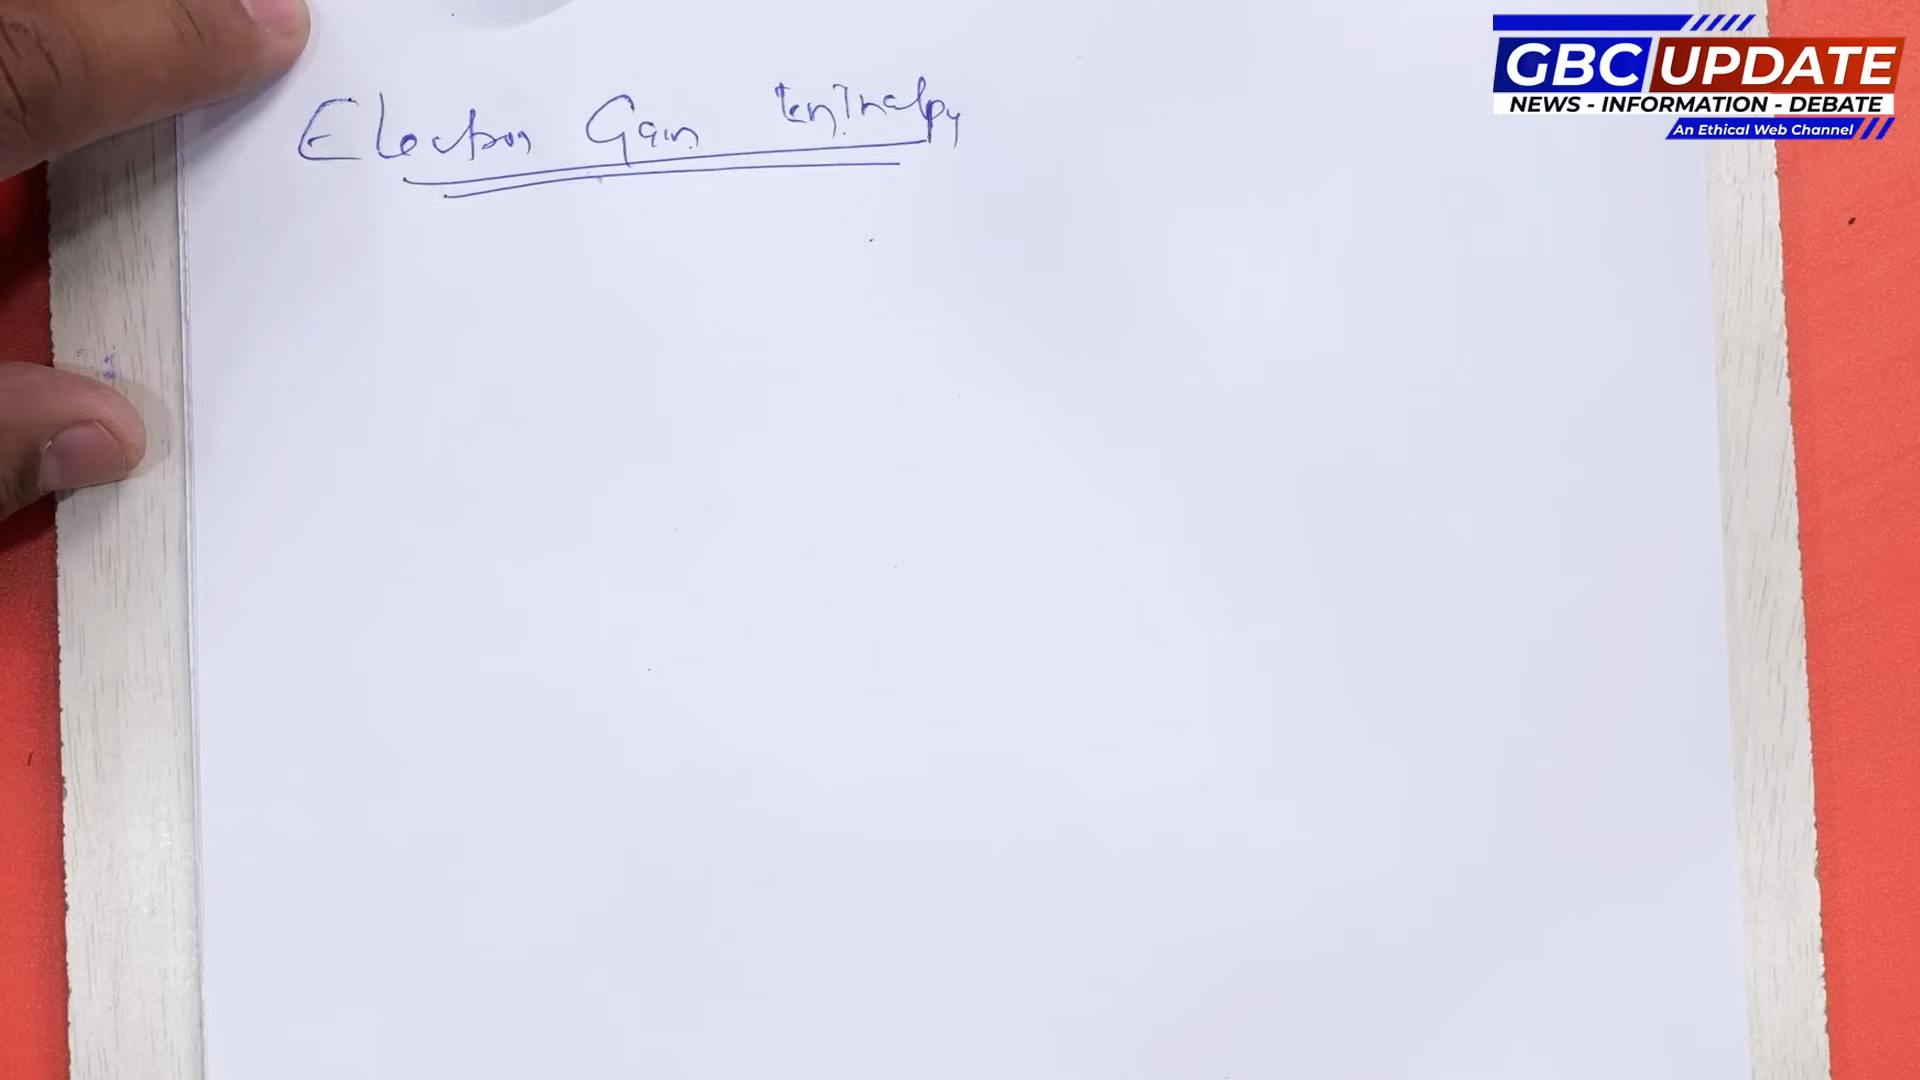 GBC UPDATE
NEWS - INFORMATION - DEBATE
An Ethical Web Channel
Electron Gain Enthalpy